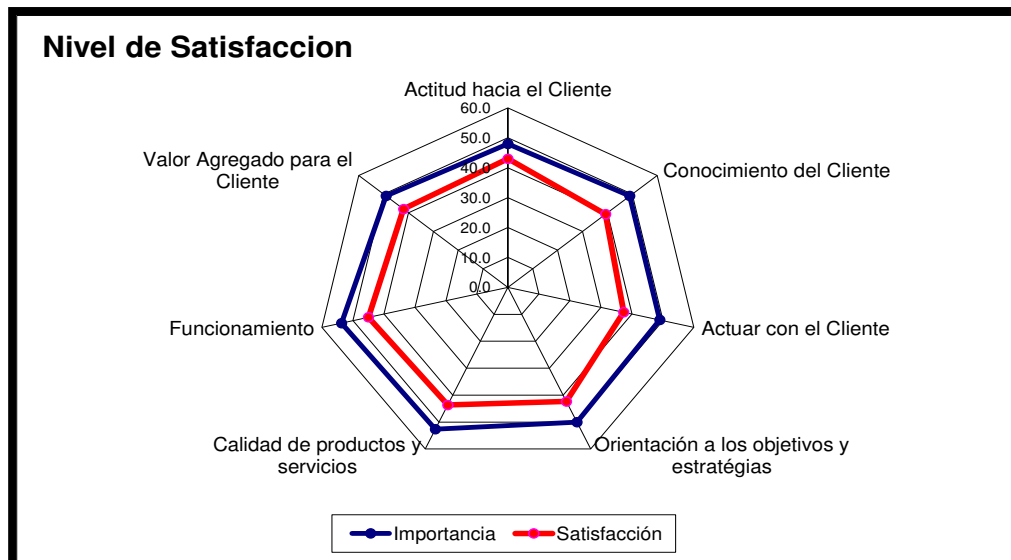 Nivel de Satisfaccion
Actitud hacia el Cliente
60.0
50.0
40.0
30.0
20.0
10.0
0.0
Valor Agregado para el
Cliente
Conocimiento del Cliente
Funcionamiento
Actuar con el Cliente
Calidad de productos y
servicios
Orientación a los objetivos y
estratégias
Importancia
Satisfacción